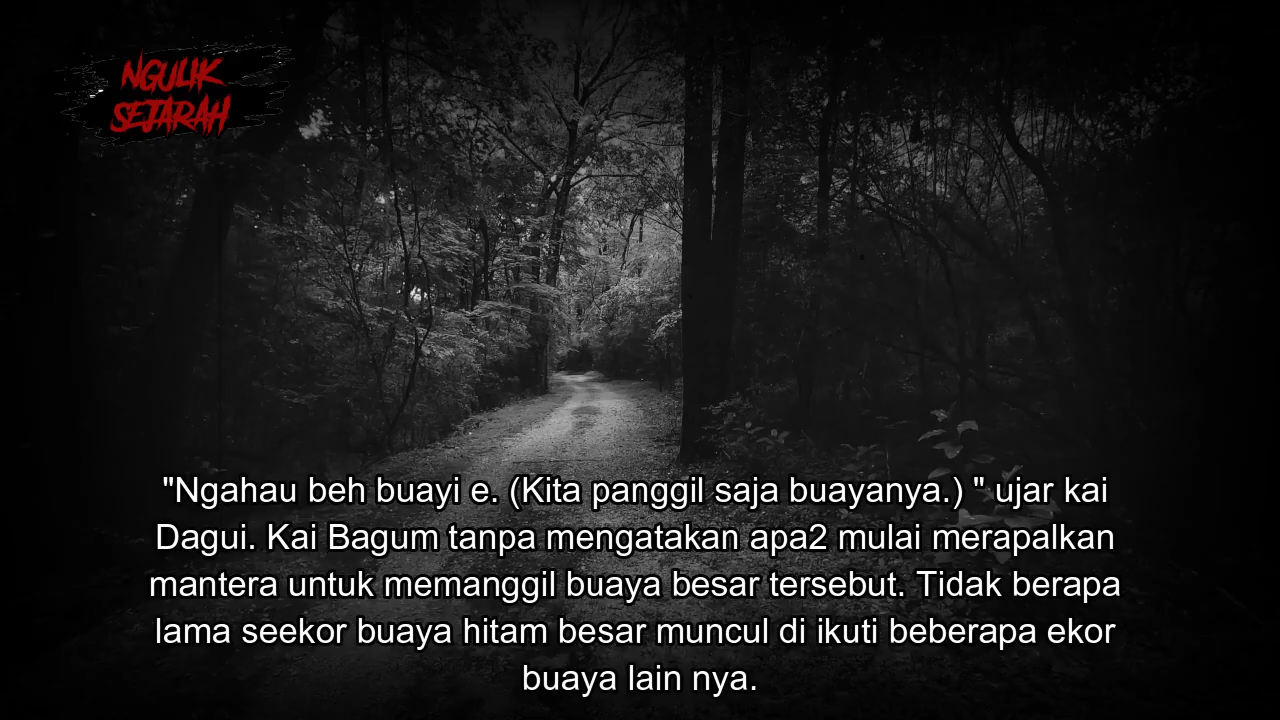 NGULIK
SEJARAH
"Ngahau beh buayi e. (Kita panggil saja buayanya.) " ujar kai
Dagui. Kai Bagum tanpa mengatakan apa2 mulai merapalkan
mantera untuk memanggil buaya besar tersebut. Tidak berapa
lama seekor buaya hitam besar muncul di ikuti beberapa ekor
buaya lain nya.